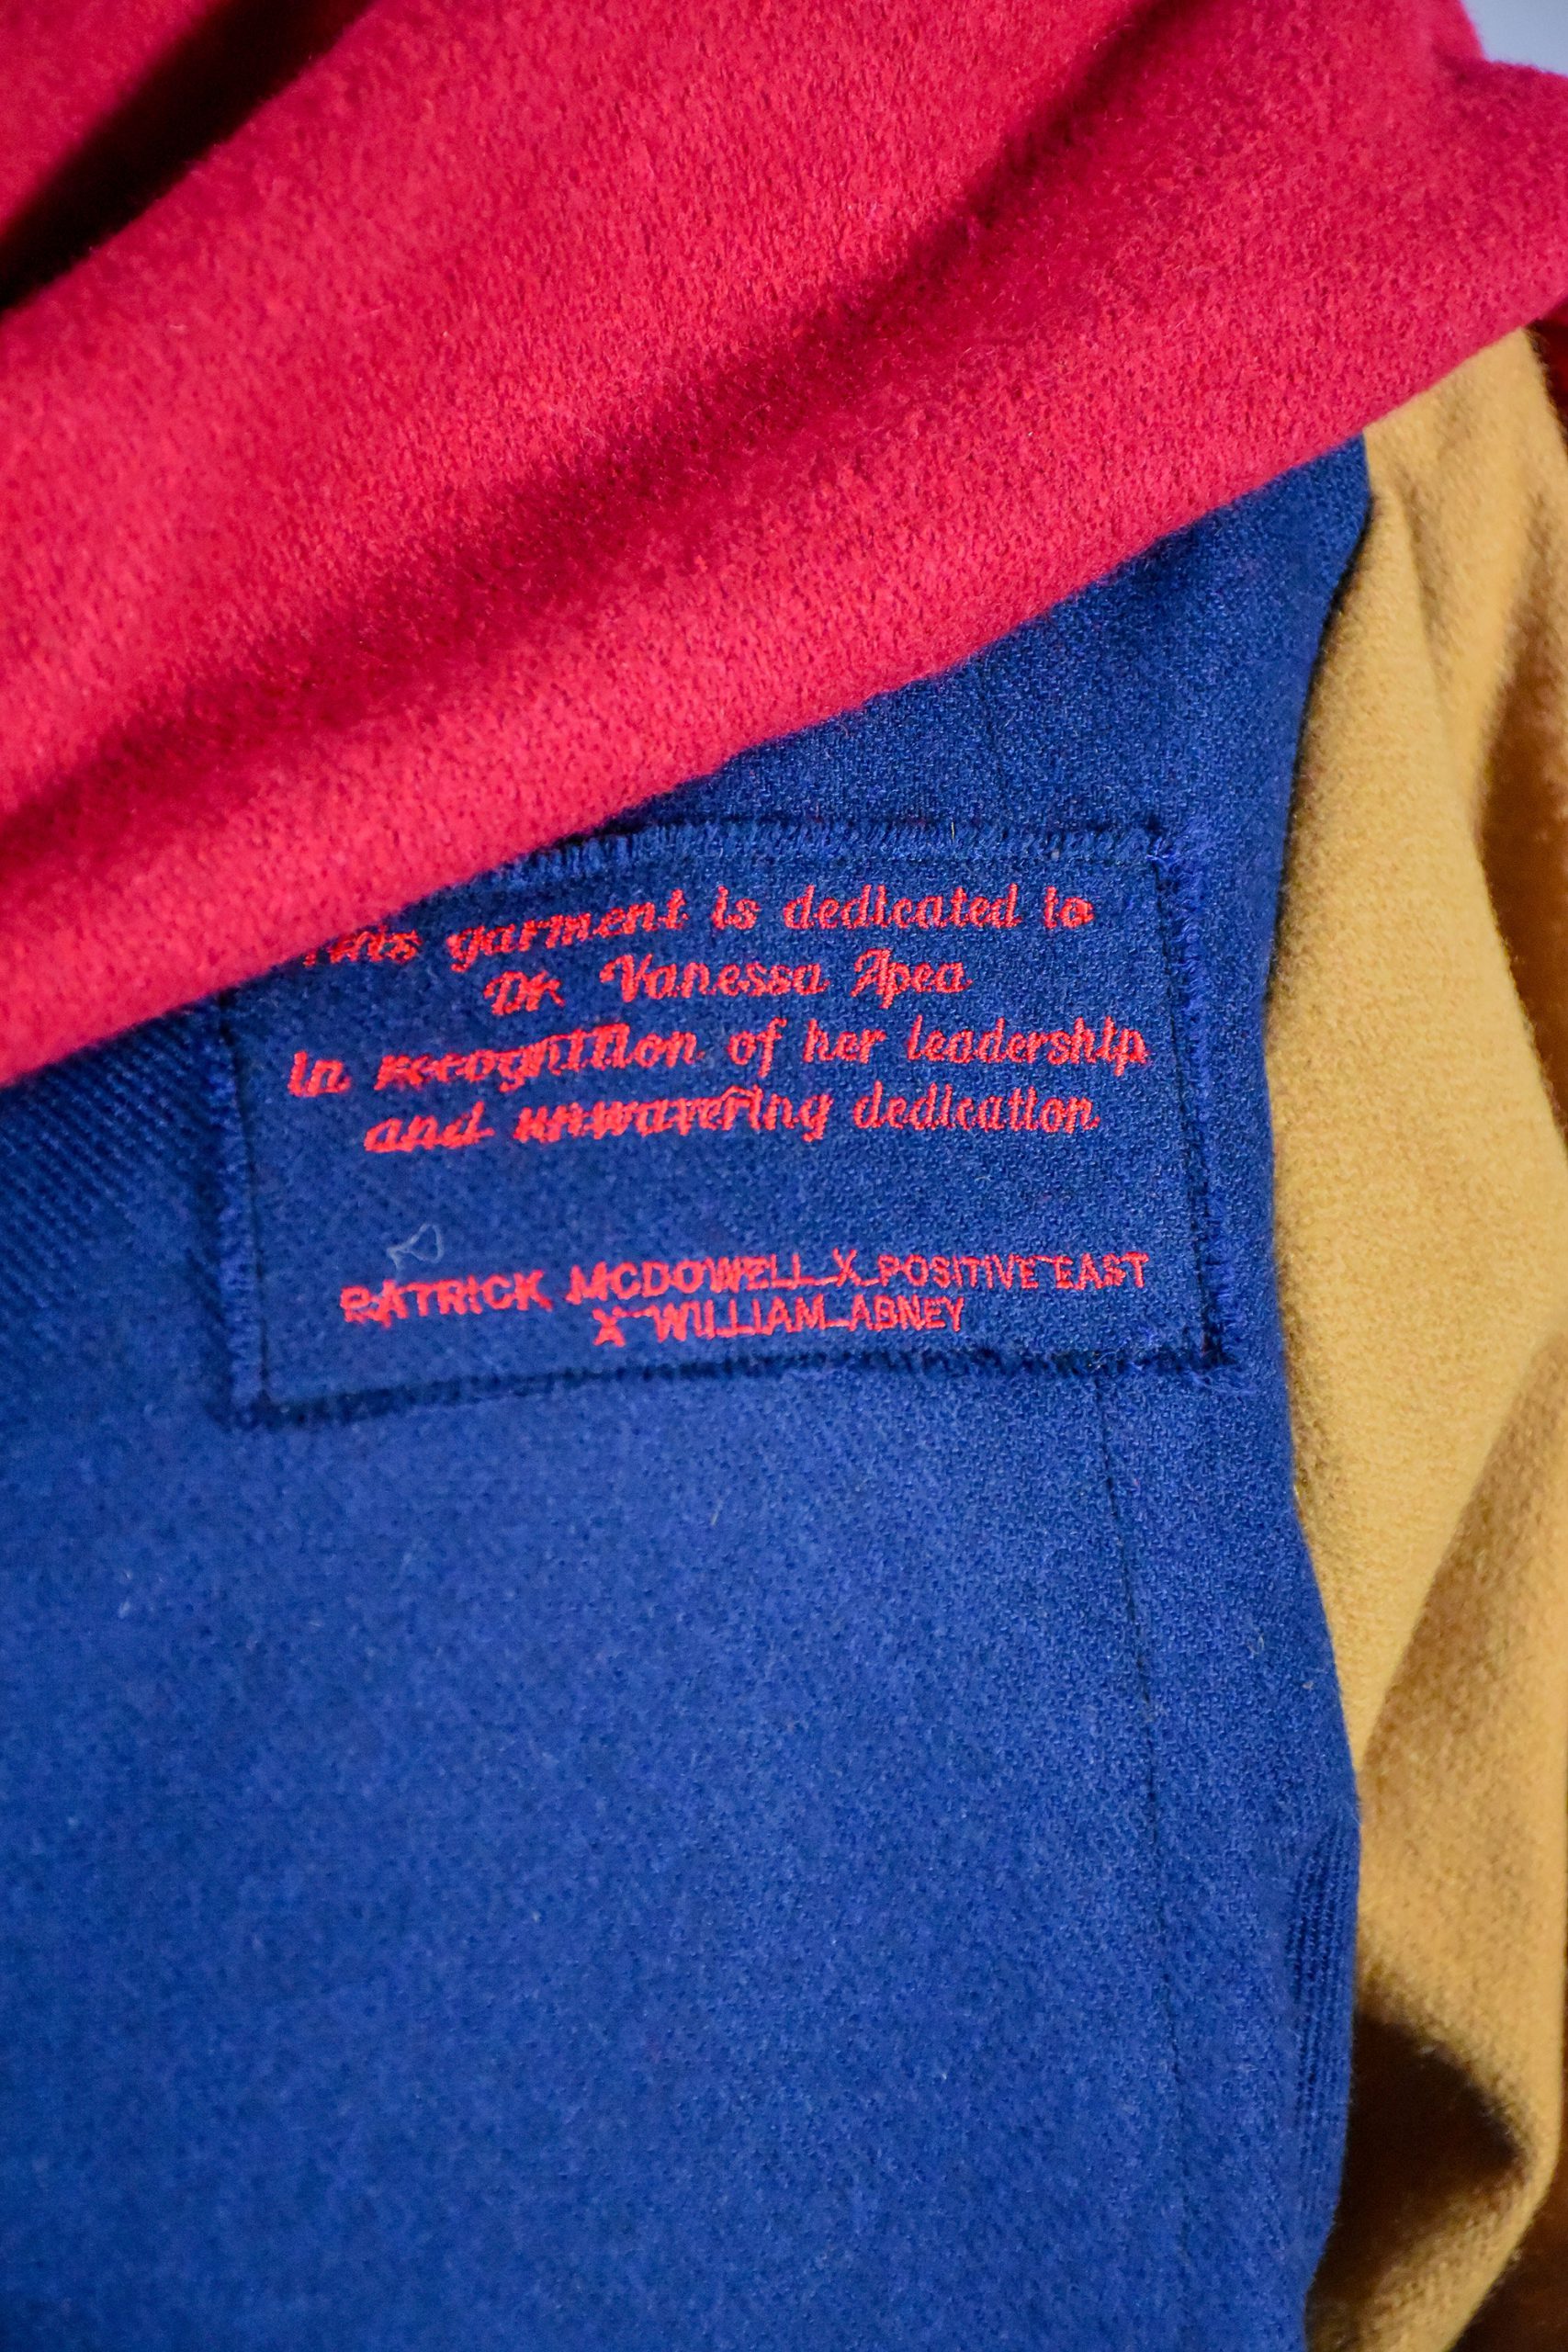 This garment is dedicated to
Dr Vanessa Apea
in recognition of her leadership
and unwavering dedication
PATRICK MCDOWELL X POSITIVE EAST
X WILLIAM ABNEY